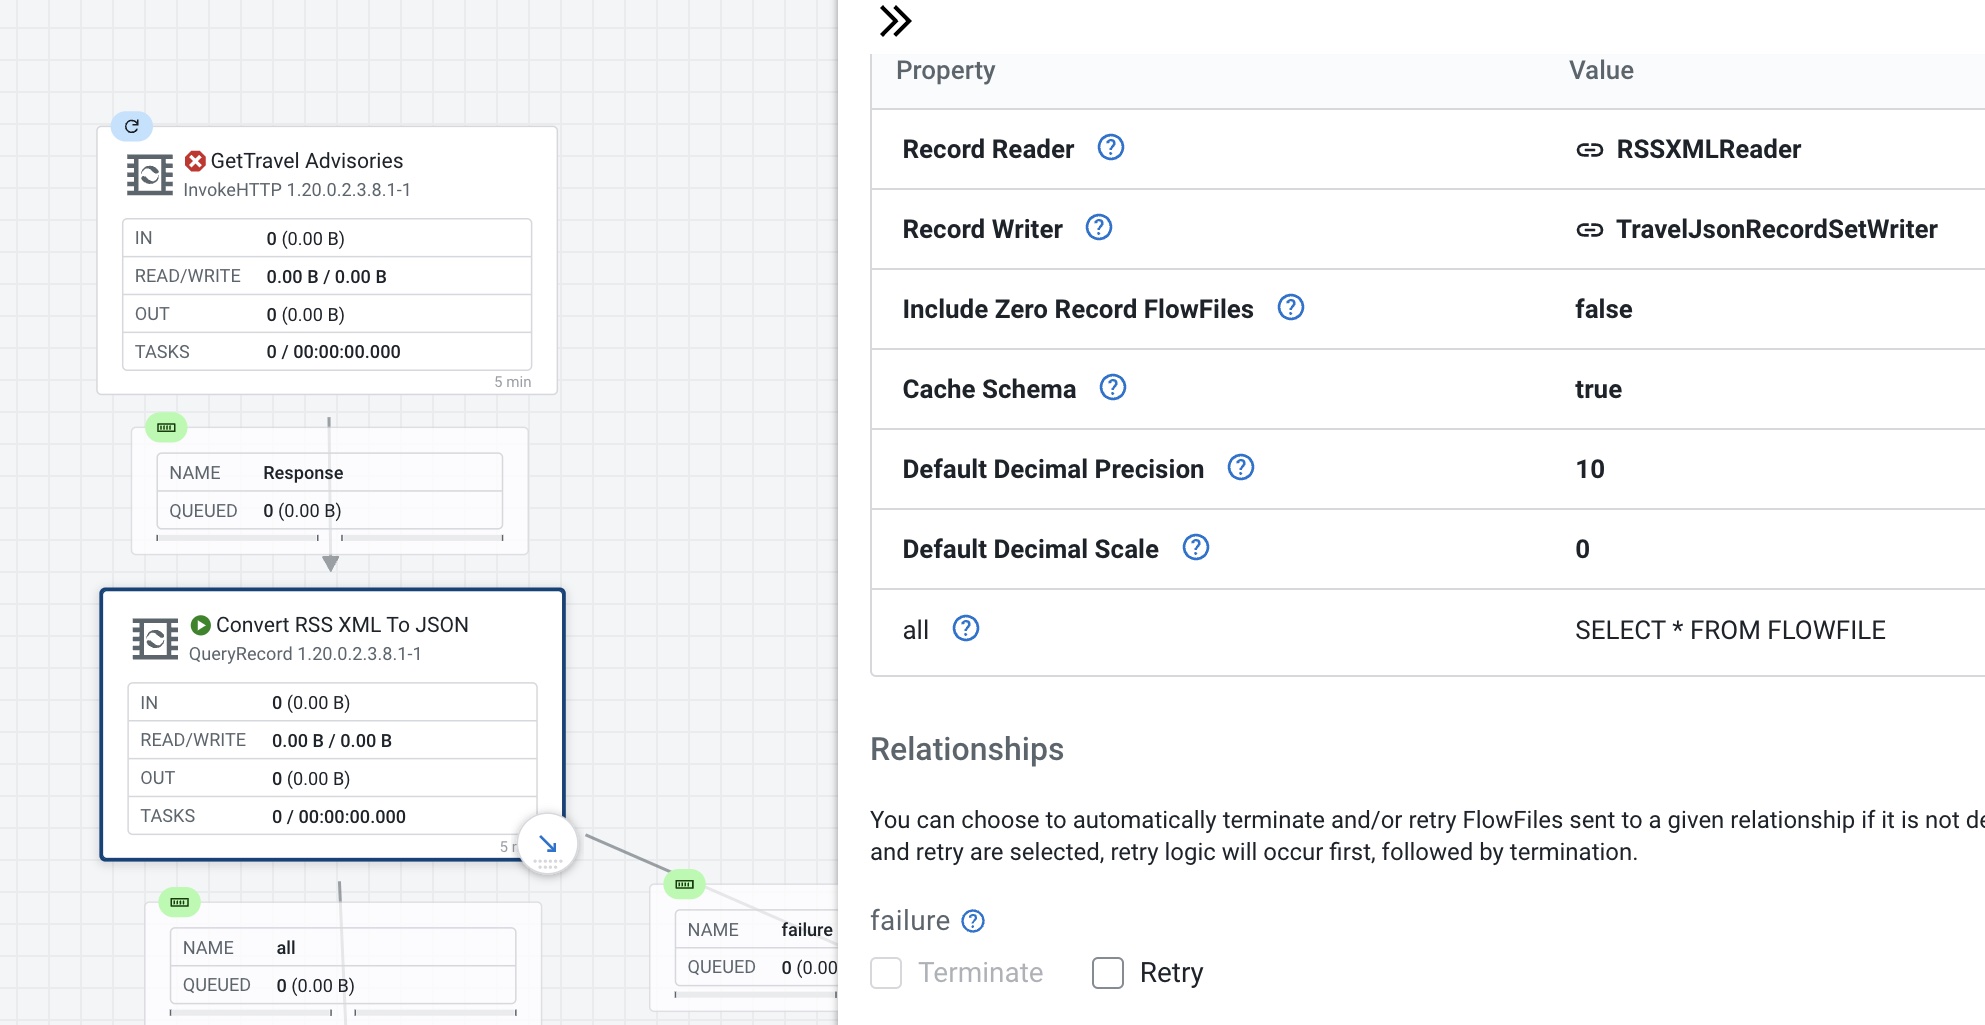 GetTravel Advisories
InvokeHTTP 1.20.0.2.3.8.1-1
IN 0 (0.00 B)
READ/WRITE 0.00 B / 0.00 B
OUT 0 (0.00 B)
TASKS 0 / 00:00:00.000
5 min
NAME Response
QUEUED 0 (0.00 B)
Convert RSS XML To JSON
QueryRecord 1.20.0.2.3.8.1-1
IN 0 (0.00 B)
READ/WRITE 0.00 B / 0.00 B
OUT 0 (0.00 B)
TASKS 0 / 00:00:00.000
5
NAME all
QUEUED 0 (0.00 B)
NAME failure
QUEUED 0 (0.00
Property Value
Record Reader RSSXMLReader
Record Writer TravelJsonRecordSetWriter
Include Zero Record FlowFiles false
Cache Schema true
Default Decimal Precision 10
Default Decimal Scale 0
all SELECT * FROM FLOWFILE
Relationships
You can choose to automatically terminate and/or retry FlowFiles sent to a given relationship if it is not
and retry are selected, retry logic will occur first, followed by termination.
failure
Terminate Retry